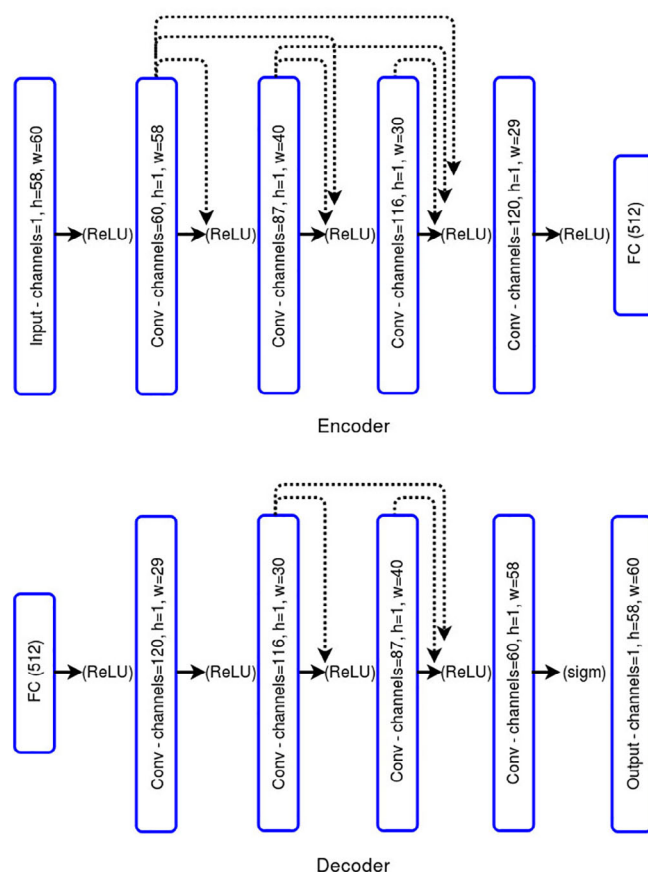 Input - channels=1, h=58, w=60
(ReLU)
Conv - channels=60, h=1, w=58
(ReLU)
Conv - channels=87, h=1, w=40
(ReLU)
Conv - channels=116, h=1, w=30
(ReLU)
Conv - channels=120, h=1, w=29
(ReLU)
FC (512)
Encoder
FC (512)
(ReLU)
Conv - channels=120, h=1, w=29
(ReLU)
Conv - channels=116, h=1, w=30
(ReLU)
Conv - channels=87, h=1, w=40
(ReLU)
Conv - channels=60, h=1, w=58
(sigm)
Output - channels=1, h=58, w=60
Decoder